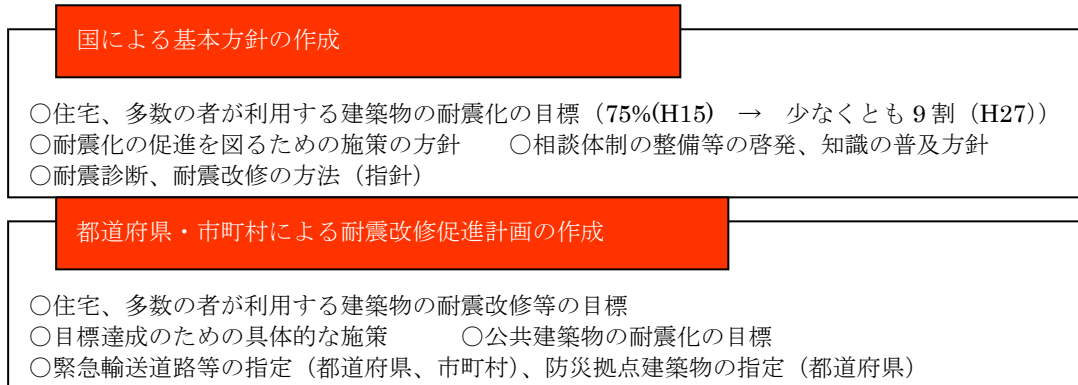 国による基本方針の作成
○住宅、多数の者が利用する建築物の耐震化の目標（75%(H15)　→　少なくとも9割（H27））
○耐震化の促進を図るための施策の方針　　○相談体制の整備等の啓発、知識の普及方針
○耐震診断、耐震改修の方法（指針）
都道府県・市町村による耐震改修促進計画の作成
○住宅、多数の者が利用する建築物の耐震改修等の目標
○目標達成のための具体的な施策　　○公共建築物の耐震化の目標
○緊急輸送道路等の指定（都道府県、市町村）、防災拠点建築物の指定（都道府県）